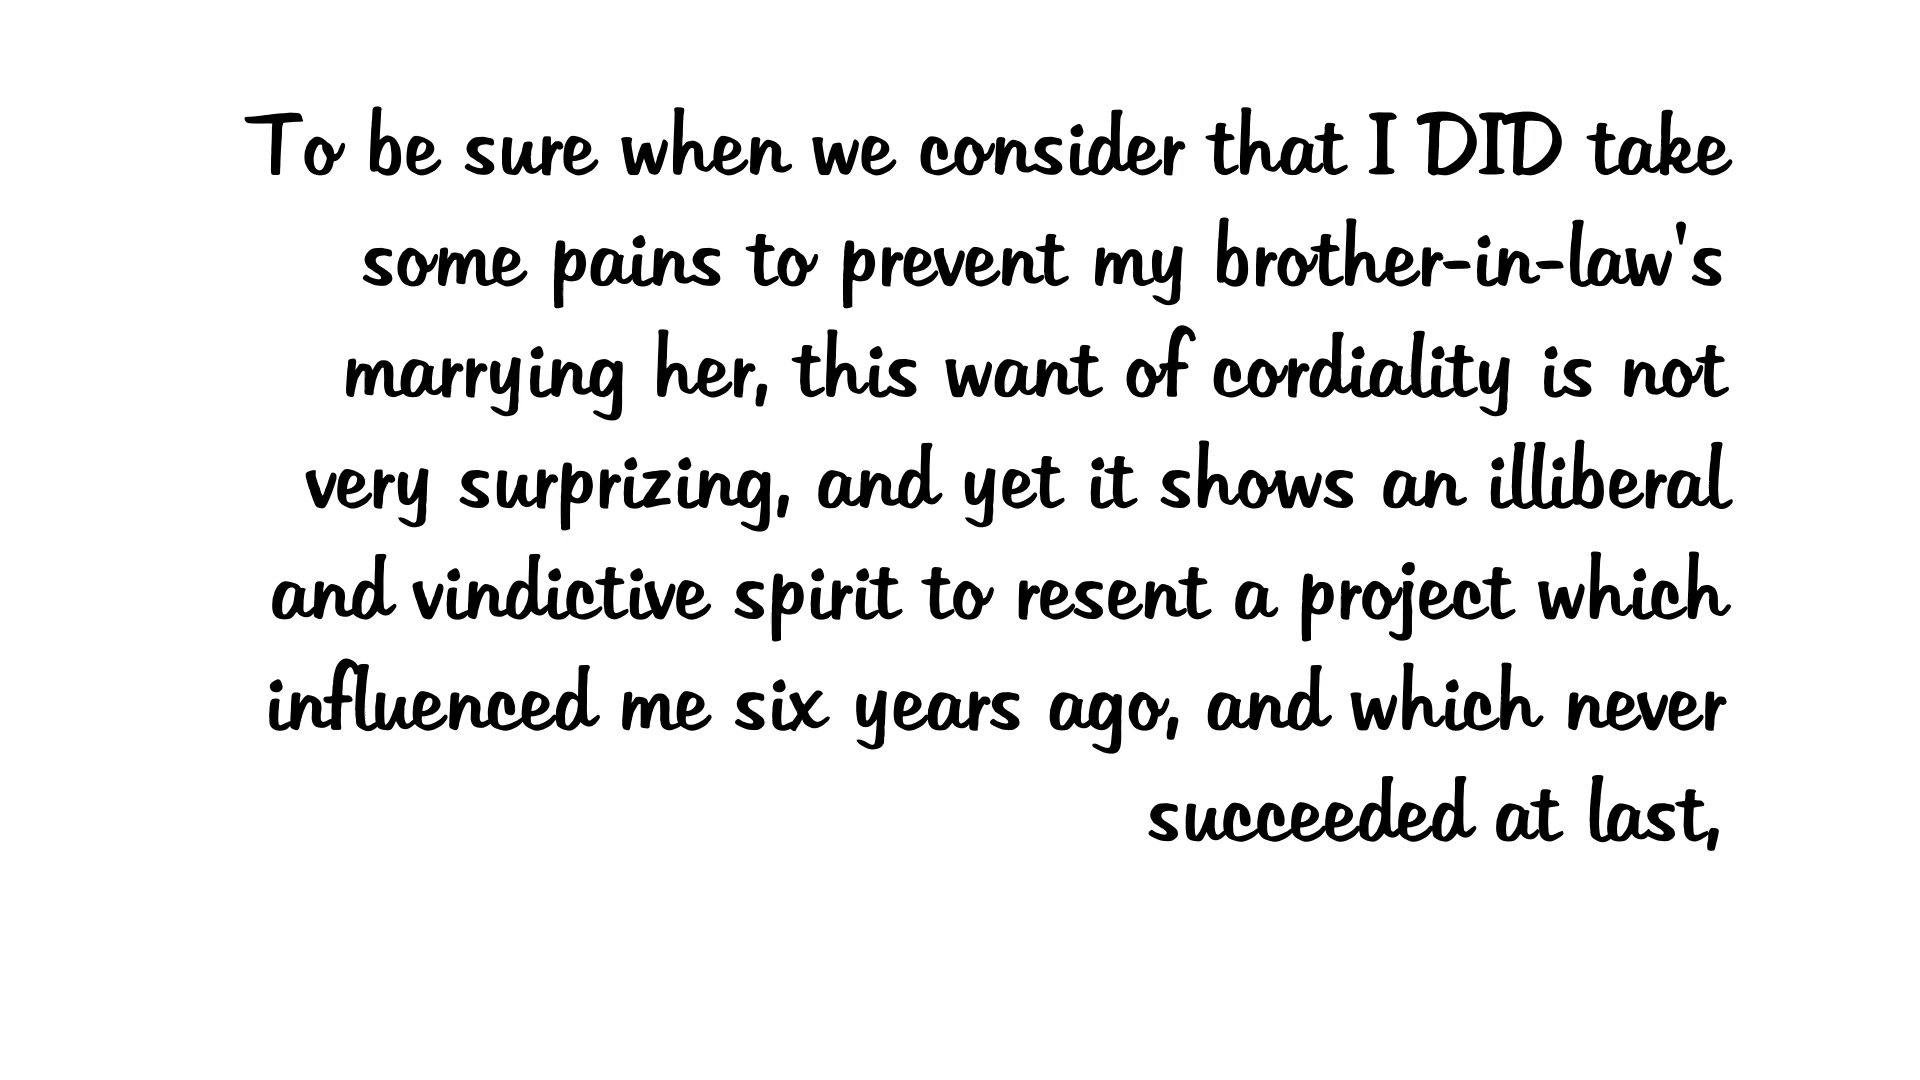 To be sure when we consider that I DID take
some pains to prevent my brother-in-law's
marrying her, this want of cordiality is not
very surprizing, and yet it shows an illiberal
and vindictive spirit to resent a project which
influenced me six years ago, and which never
succeeded at last,